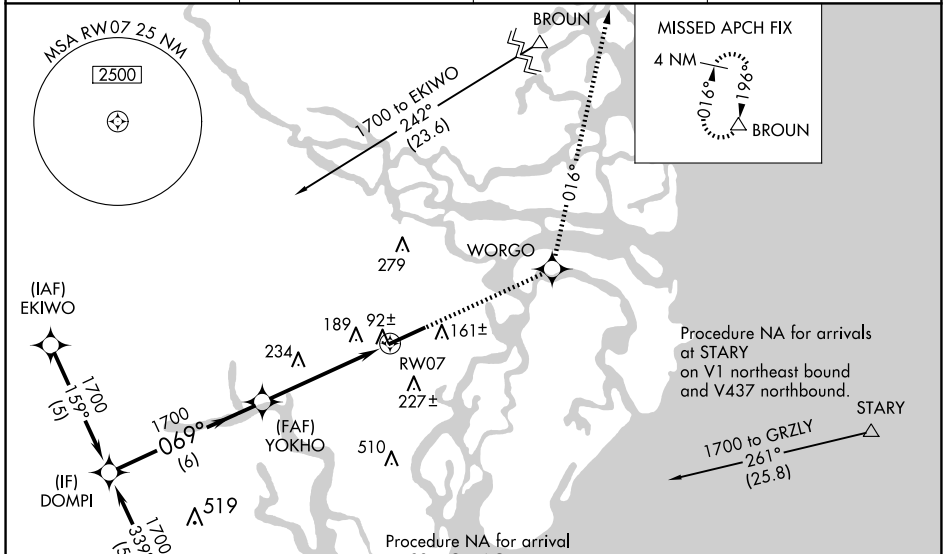 MSA RW07 25 NM
2500
BROUN
1700 to EKIWO
242°
(23.6)
016°
MISSED APCH FIX
4 NM
016°
196°
BROUN
WORGO
279
(IAF)
EKIWO
1700
159°
(5)
189
92±
161±
234
RW07
227±
Procedure NA for arrivals
at STARY
on V1 northeast bound
and V437 northbound.
STARY
1700 to GRZLY
261°
(25.8)
1700
069°
(6)
(FAF)
YOKHO
510
(IF)
DOMPI
519
1700
339°
Procedure NA for arrival